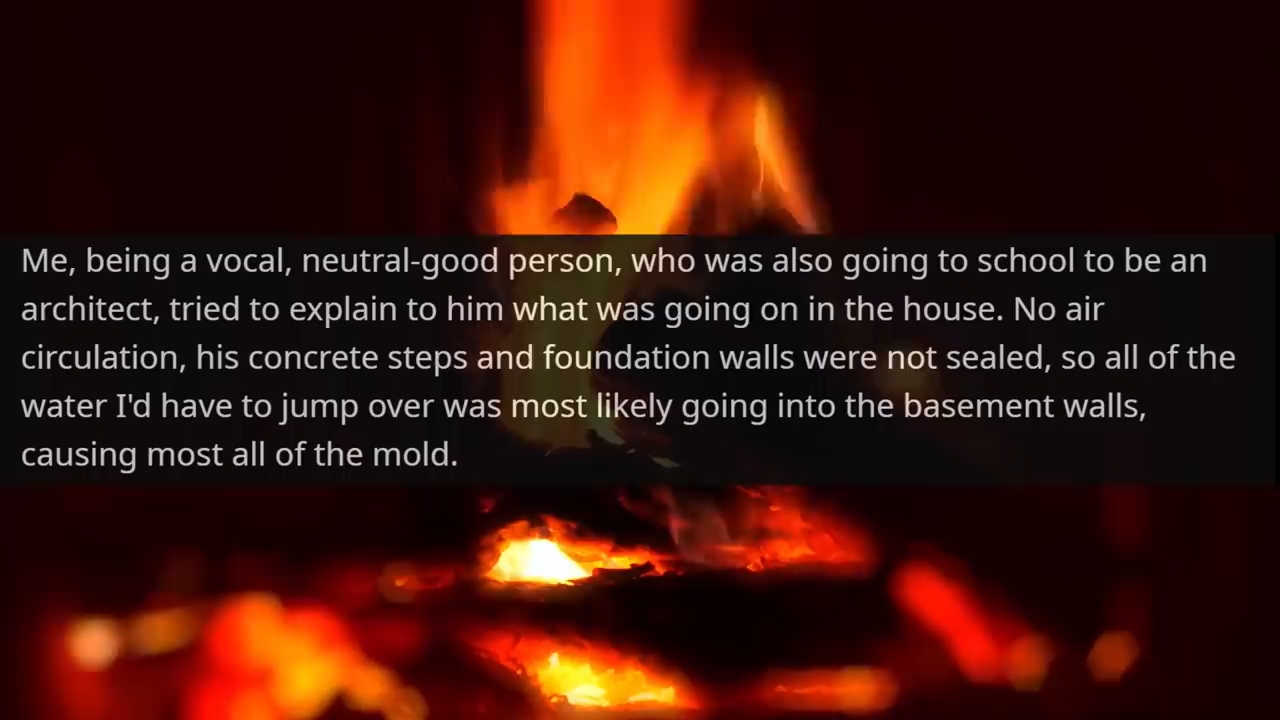 Me, being a vocal, neutral-good person, who was also going to school to be an
architect, tried to explain to him what was going on in the house. No air
circulation, his concrete steps and foundation walls were not sealed, so all of the
water I'd have to jump over was most likely going into the basement walls,
causing most all of the mold.